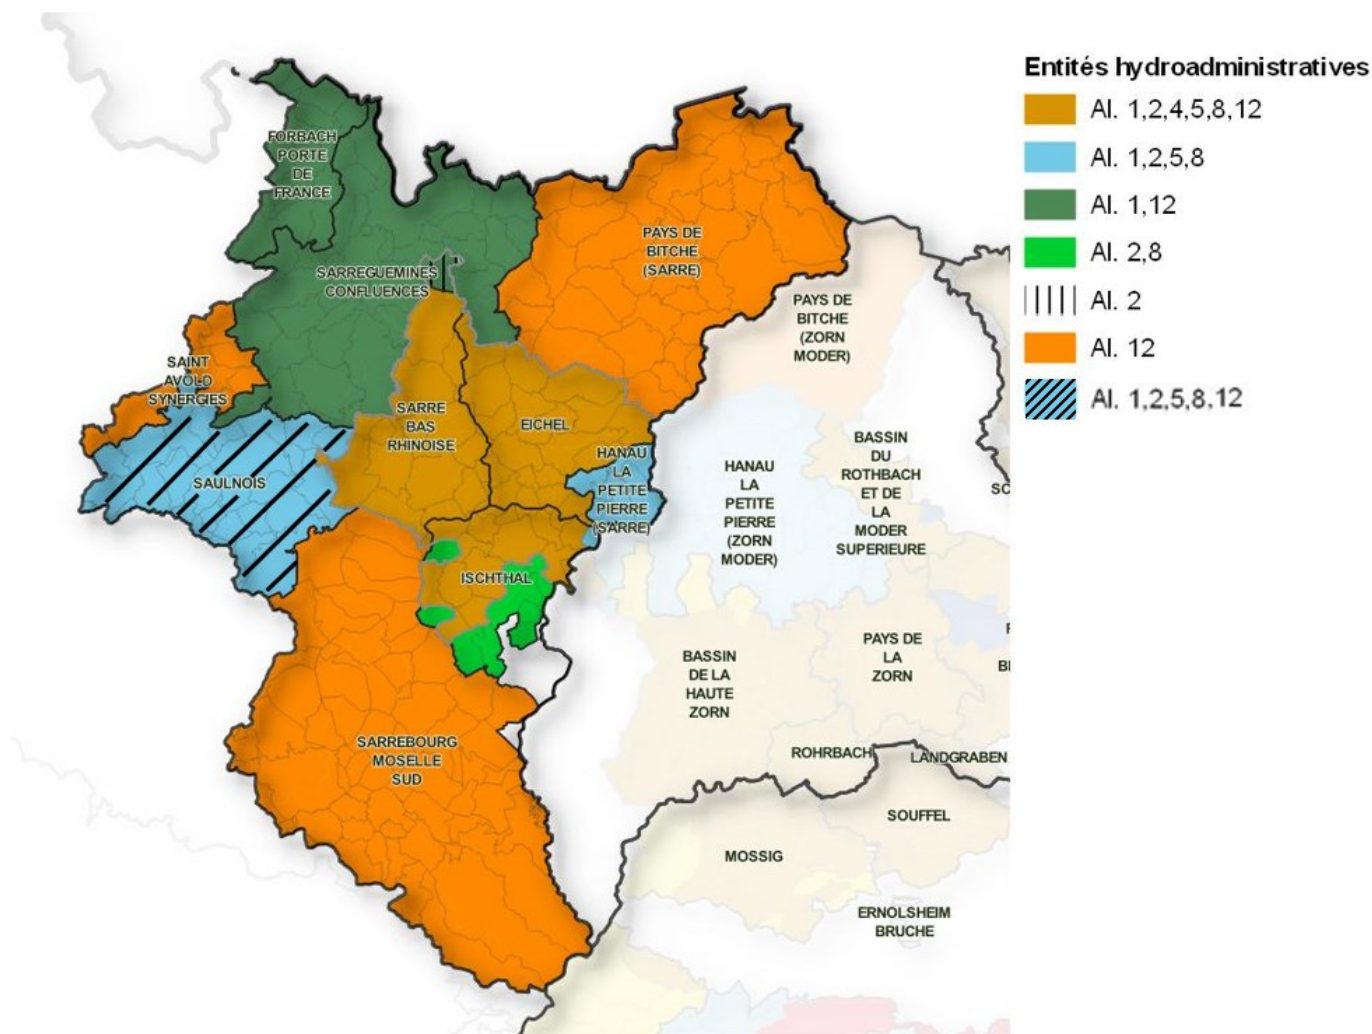 Entités hydroadministratives
Al. 1,2,4,5,8,12
Al. 1,2,5,8
Al. 1,12
Al. 2,8
Al. 2
Al. 12
Al. 1,2,5,8,12
FORBACH
PORTE
DE
FRANCE
SARREGUEMINES
CONFLUENCES
PAYS DE
BITCHE
(SARRE)
PAYS DE
BITCHE
(ZORN
MODER)
SAINT
AVOLD
SYNERGIES
SARRE
BAS
RHINOISE
EICHEL
HANAU
LA
PETITE
PIERRE
(SARRE)
SAULNOIS
HANAU
LA
PETITE
PIERRE
(ZORN
MODER)
BASSIN
DU
ROTHBACH
ET DE
LA
MODER
SUPERIEURE
SC
ISCHTHAL
BASSIN
DE LA
HAUTE
ZORN
PAYS DE
LA
ZORN
SARREBOURG
MOSELLE
SUD
ROHRBACH
LANDGRABEN
SOUFFEL
MOSSIG
ERNOLSHEIM
BRUCHE